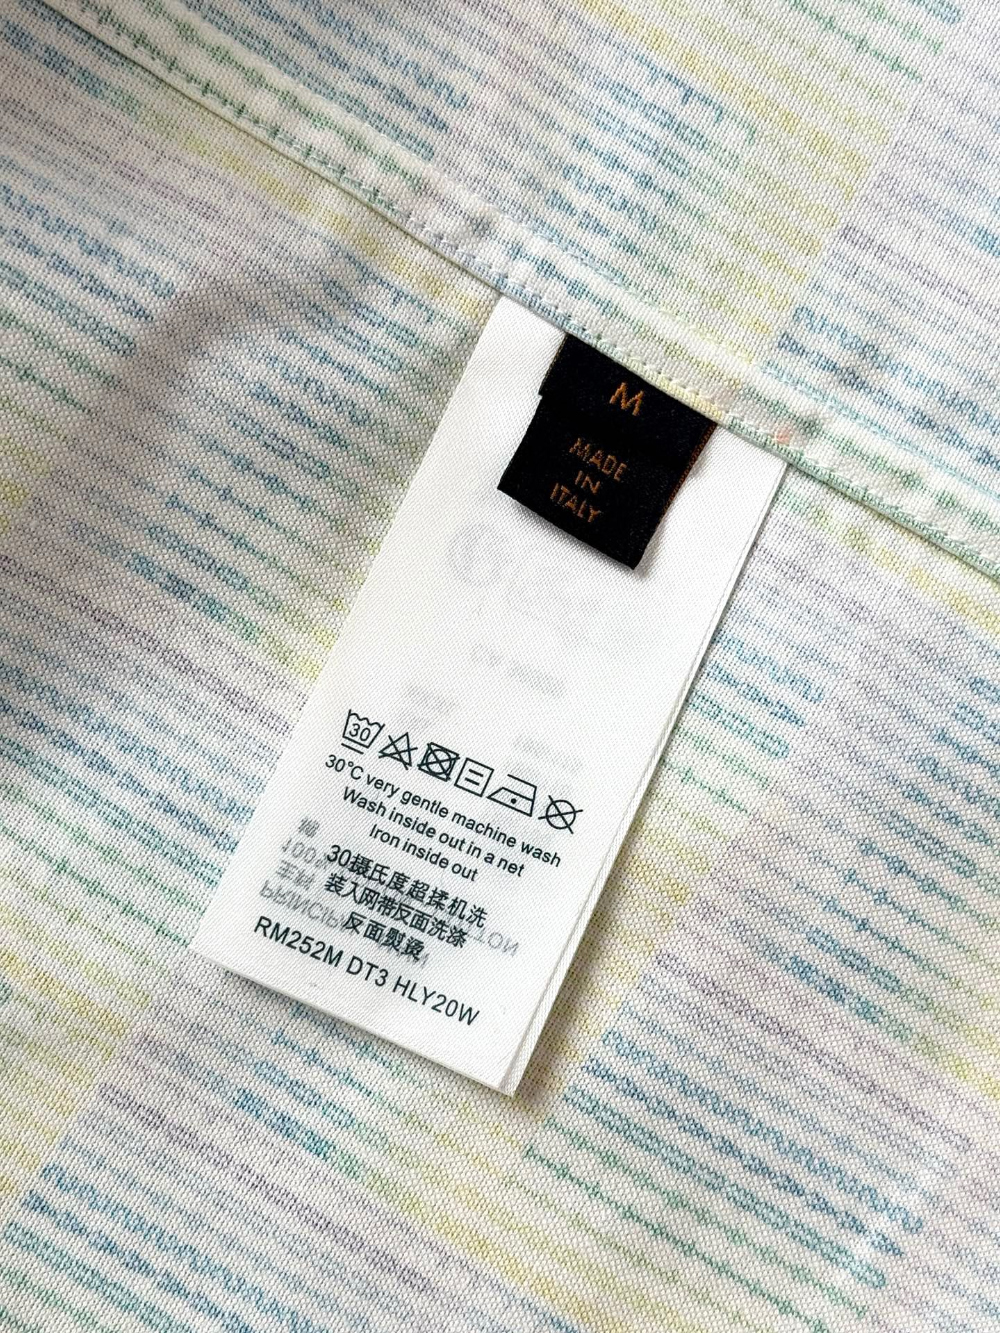 M
MADE
IN
ITALY
30
30°C very gentle machine wash
Wash inside out in a net
Iron inside out
30摄氏度超揉机洗
装入网带反面洗涤
反面熨烫
RM252M DT3 HLY20W